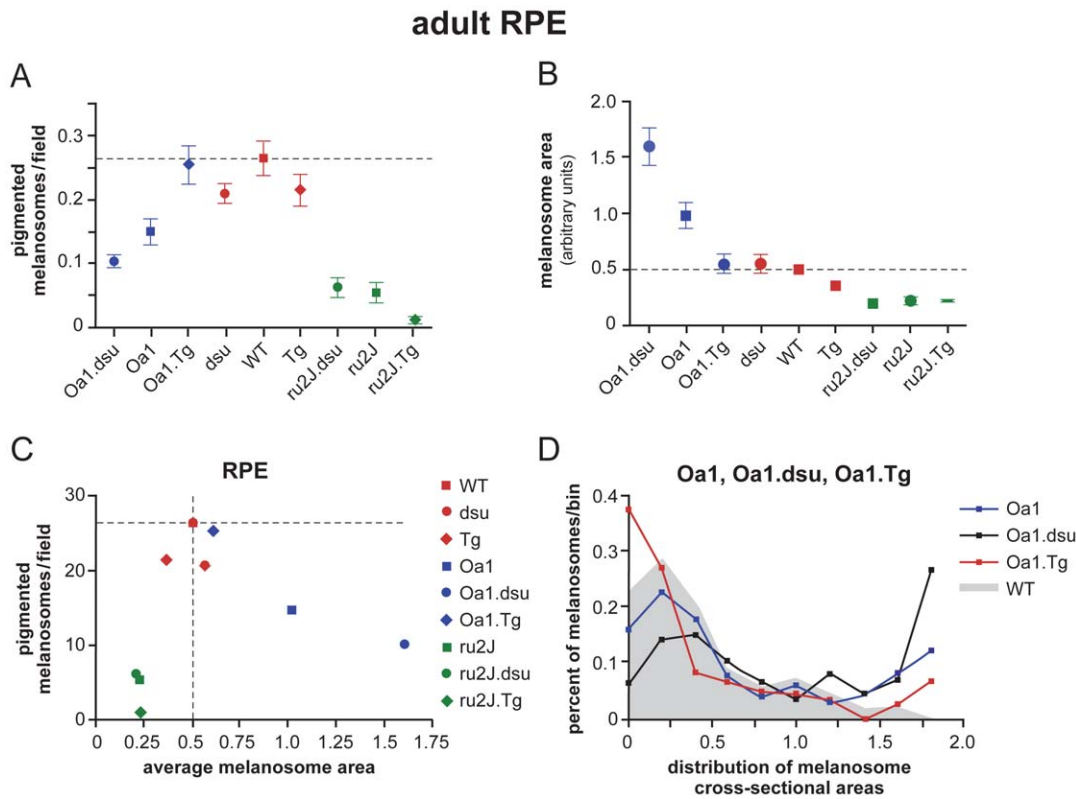 adult RPE
A
pigmented
melanosomes/field
0.3
0.2
0.1
0
Oa1.dsu
Oa1
Oa1.Tg
dsu
WT
Tg
ru2J.dsu
ru2J
ru2J.Tg
B
melanosome area
(arbitrary units)
2.0
1.5
1.0
0.5
0
Oa1.dsu
Oa1
Oa1.Tg
dsu
WT
Tg
ru2J.dsu
ru2J
ru2J.Tg
C
RPE
pigmented
melanosomes/field
30
20
10
0
0 0.25 0.5 0.75 1.0 1.25 1.5 1.75
average melanosome area
WT
dsu
Tg
Oa1
Oa1.dsu
Oa1.Tg
ru2J
ru2J.dsu
ru2J.Tg
D
Oa1, Oa1.dsu, Oa1.Tg
percent of melanosomes/bin
0.4
0.3
0.2
0.1
0
0 0.5 1.0 1.5 2.0
distribution of melanosome
cross-sectional areas
Oa1
Oa1.dsu
Oa1.Tg
WT